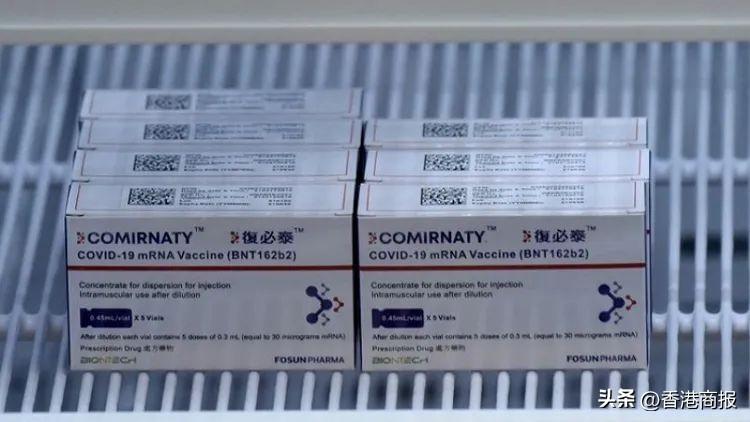 COMIRNATY™ 復必泰™
COVID-19 mRNA Vaccine (BNT162b2)
Concentrate for dispersion for injection
Intramuscular use after dilution
0.45mL/vial X 5 Vials
After dilution each vial contains 5 doses of 0.3 mL (equal to 30 micrograms mRNA)
Prescription Drug 處方藥物
BIONTECH FOSUNPHARMA
COMIRNATY™ 復必泰™
COVID-19 mRNA Vaccine (BNT162b2)
Concentrate for dispersion for injection
Intramuscular use after dilution
0.45mL/vial X 5 Vials
After dilution each vial contains 5 doses of 0.3 mL (equal to 30 micrograms mRNA)
Prescription Drug 處方藥物
BIONTECH FOSUN PHARMA
头条 @香港商报